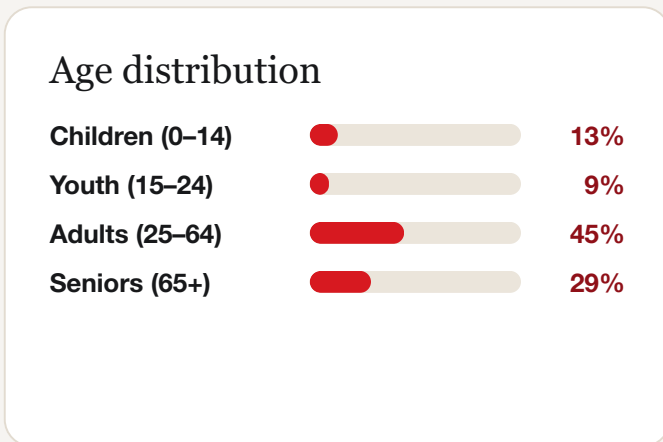 Age distribution
Children (0–14) 13%
Youth (15–24) 9%
Adults (25–64) 45%
Seniors (65+) 29%